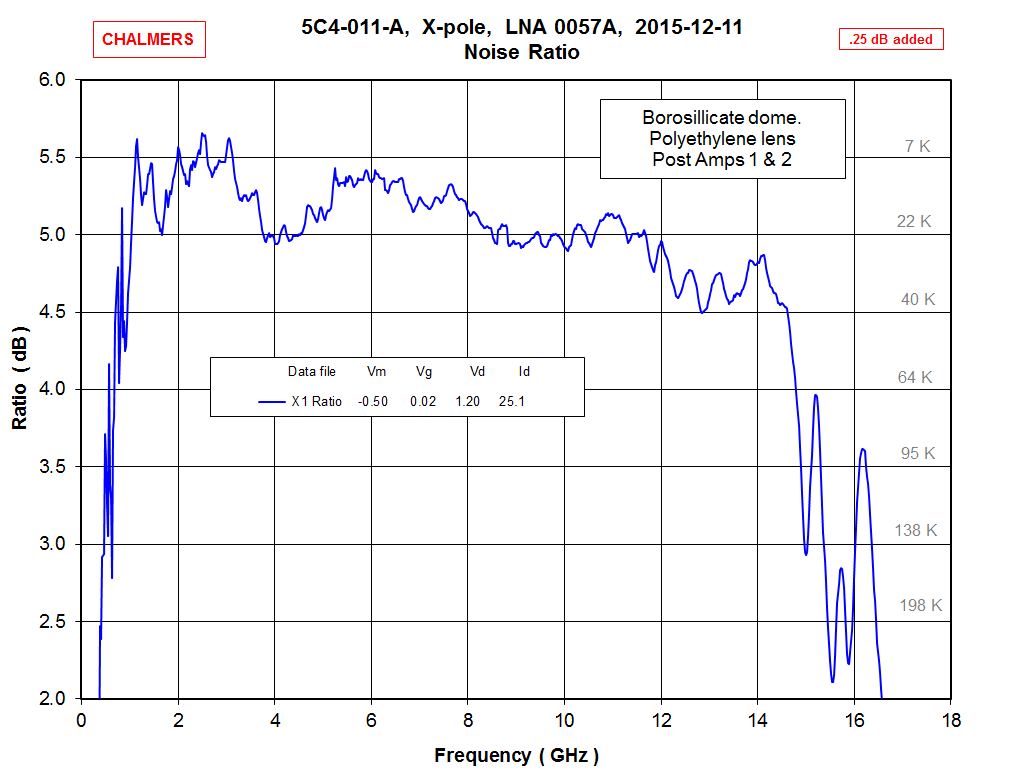 5C4-011-A, X-pole, LNA 0057A, 2015-12-11
Noise Ratio
CHALMERS
.25 dB added
Borosillicate dome.
Polyethylene lens
Post Amps 1 & 2
6.0
5.5
5.0
4.5
4.0
3.5
3.0
2.5
2.0
Ratio ( dB )
7 K
22 K
40 K
64 K
95 K
138 K
198 K
Data file Vm Vg Vd Id
X1 Ratio -0.50 0.02 1.20 25.1
0 2 4 6 8 10 12 14 16 18
Frequency ( GHz )